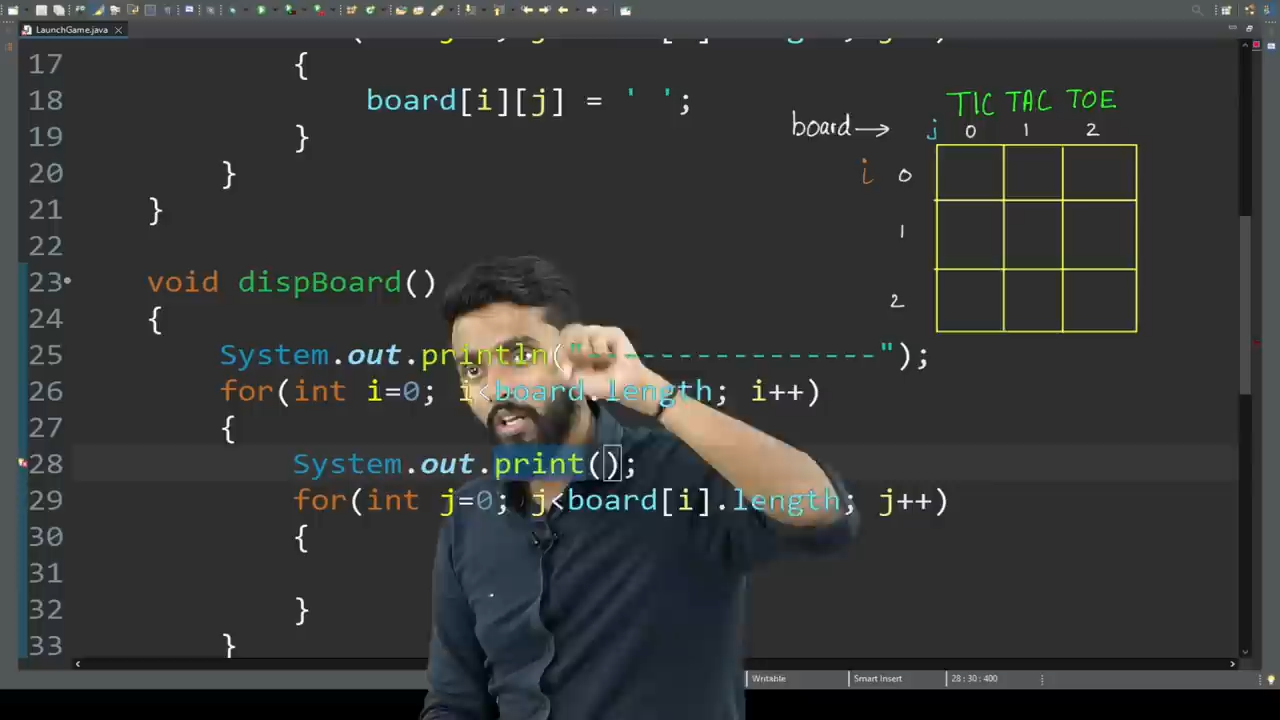 LaunchGame.java
17 {
18 board[i][j] = ' ';
19 }
20 }
21 }
22
23 void dispBoard()
24 {
25 System.out.println("----------------");
26 for(int i=0; i<board.length; i++)
27 {
28 System.out.print();
29 for(int j=0; j<board[i].length; j++)
30 {
31
32 }
33 }
TIC TAC TOE
board→ j 0 1 2
i 0
1
2
Writable Smart Insert 28 : 30 : 400